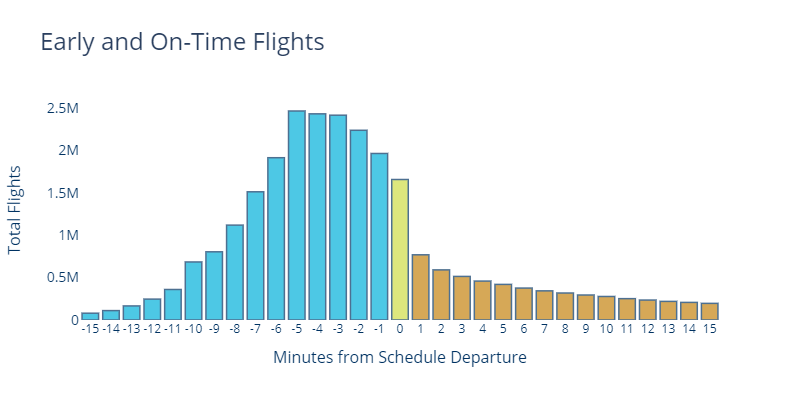 Early and On-Time Flights
2.5M
2M
1.5M
1M
0.5M
0
Total Flights
-15 -14 -13 -12 -11 -10 -9 -8 -7 -6 -5 -4 -3 -2 -1 0 1 2 3 4 5 6 7 8 9 10 11 12 13 14 15
Minutes from Schedule Departure